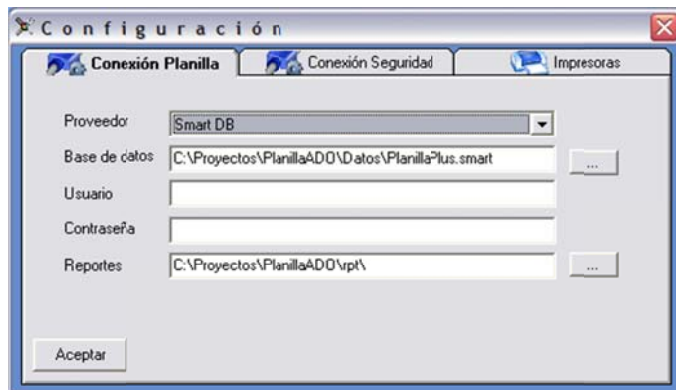 Configuración
Conexión Planilla Conexión Seguridad Impresoras
Proveedor Smart DB
Base de datos C:\Proyectos\PlanillaADO\Datos\PlanillaPlus.smart ...
Usuario
Contraseña
Reportes C:\Proyectos\PlanillaADO\rpt\ ...
Aceptar